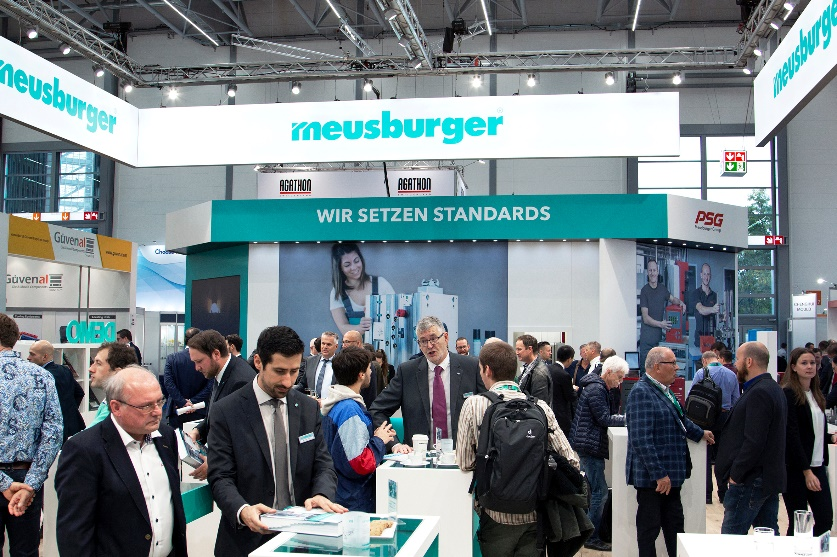 meusburger
meusburger
meusburger
AGATHON
AGATHON
WIR SETZEN STANDARDS
PSG
Güvenal
Güvenal